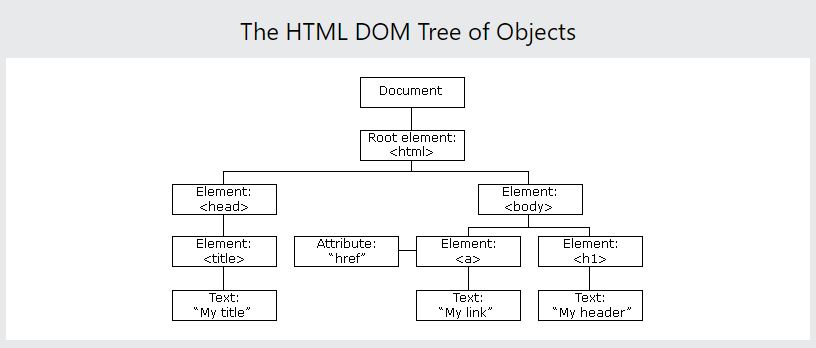 The HTML DOM Tree of Objects
Document
Root element:
<html>
Element:
<head>
Element:
<body>
Element:
<title>
Attribute:
“href”
Element:
<a>
Element:
<h1>
Text:
“My title”
Text:
“My link”
Text:
“My header”